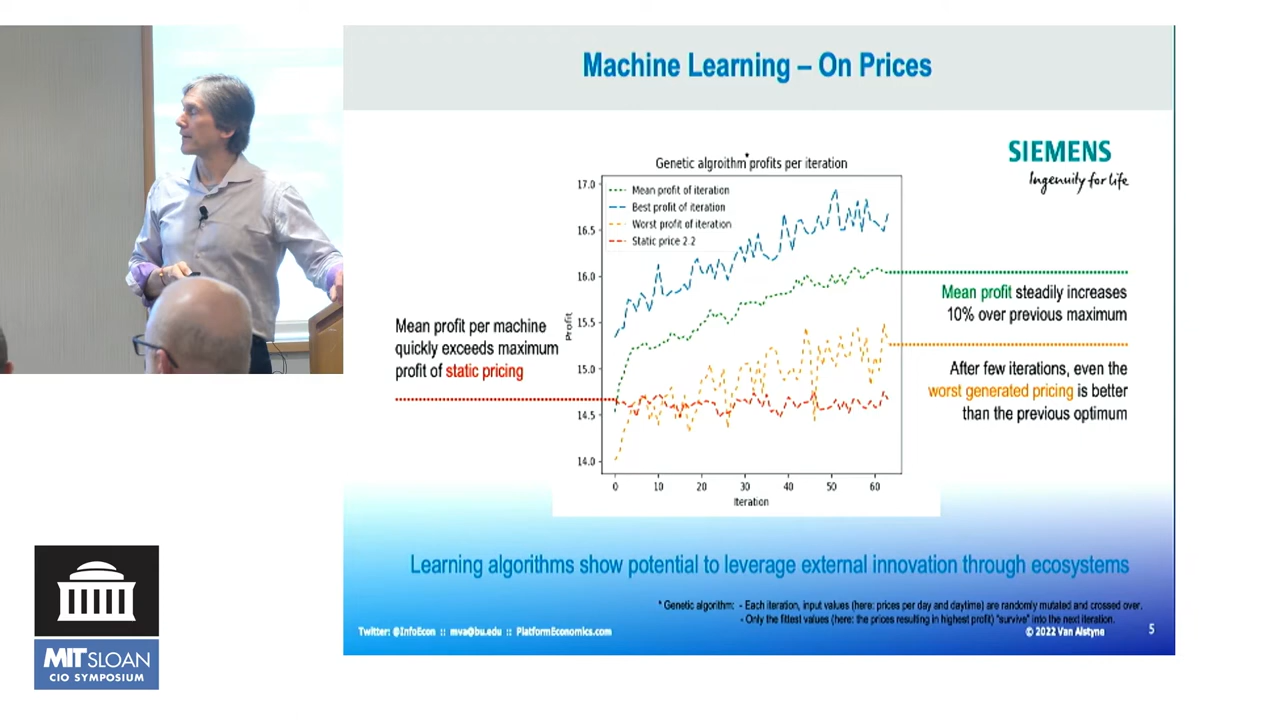 Machine Learning – On Prices
SIEMENS
Ingenuity for life
Genetic algroithm* profits per iteration
17.0
16.5
16.0
15.5
15.0
14.5
14.0
Profit
Mean profit of iteration
Best profit of iteration
Worst profit of iteration
Static price 2.2
0 10 20 30 40 50 60
Iteration
Mean profit per machine
quickly exceeds maximum
profit of static pricing
Mean profit steadily increases
10% over previous maximum
After few iterations, even the
worst generated pricing is better
than the previous optimum
Learning algorithms show potential to leverage external innovation through ecosystems
* Genetic algorithm: - Each iteration, input values (here: prices per day and daytime) are randomly mutated and crossed over.
- Only the fittest values (here: the prices resulting in highest profit) "survive" into the next iteration.
Twitter: @InfoEcon :: mva@bu.edu :: PlatformEconomics.com
© 2022 Van Alstyne
5
MIT SLOAN
CIO SYMPOSIUM